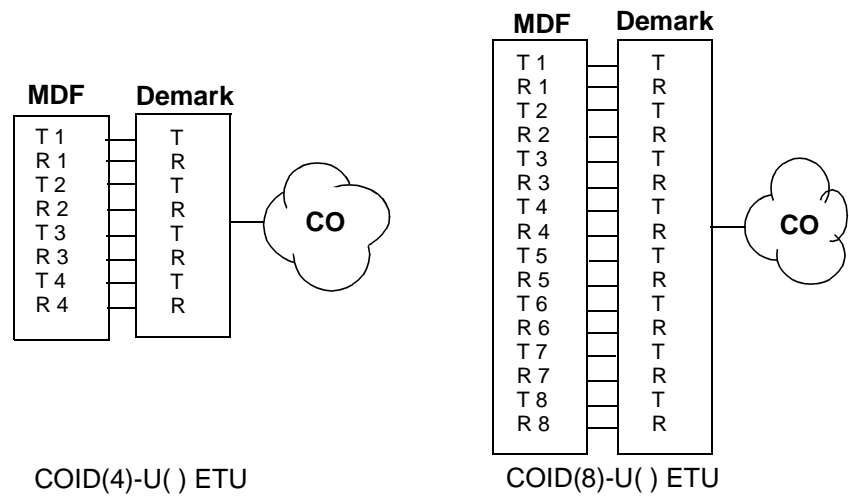 MDF Demark
T 1 T
R 1 R
T 2 T
R 2 R
T 3 T
R 3 R
T 4 T
R 4 R
CO
COID(4)-U( ) ETU
MDF Demark
T 1 T
R 1 R
T 2 T
R 2 R
T 3 T
R 3 R
T 4 T
R 4 R
T 5 T
R 5 R
T 6 T
R 6 R
T 7 T
R 7 R
T 8 T
R 8 R
CO
COID(8)-U( ) ETU